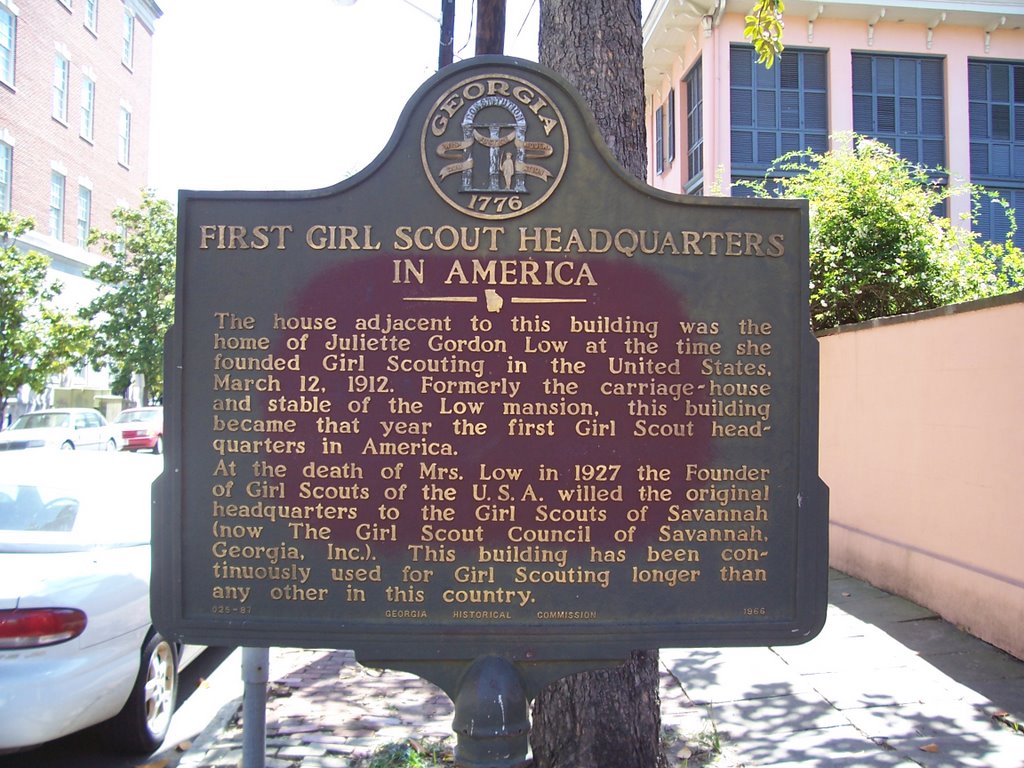 GEORGIA
CONSTITUTION
1776
FIRST GIRL SCOUT HEADQUARTERS
IN AMERICA
The house adjacent to this building was the
home of Juliette Gordon Low at the time she
founded Girl Scouting in the United States,
March 12, 1912. Formerly the carriage-house
and stable of the Low mansion, this building
became that year the first Girl Scout head-
quarters in America.
At the death of Mrs. Low in 1927 the Founder
of Girl Scouts of the U.S.A. willed the original
headquarters to the Girl Scouts of Savannah
(now The Girl Scout Council of Savannah,
Georgia, Inc.). This building has been con-
tinuously used for Girl Scouting longer than
any other in this country.
025-87 GEORGIA HISTORICAL COMMISSION 1966